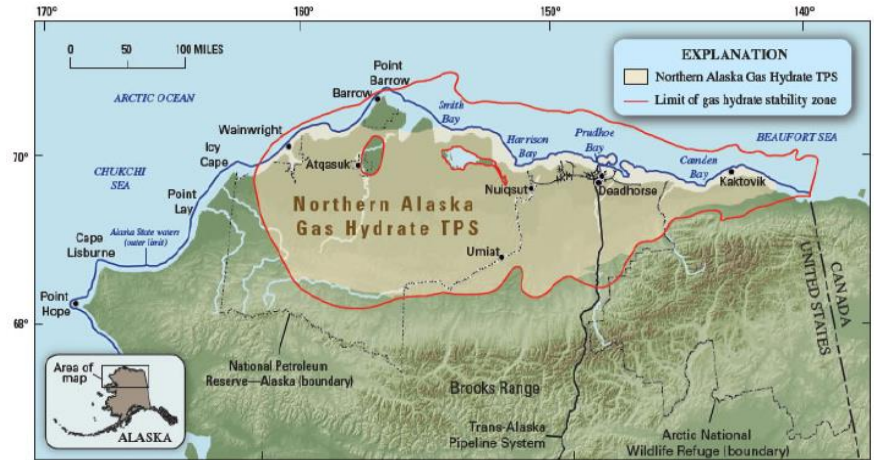 170°
160°
150°
140°
0 50 100 MILES
EXPLANATION
Northern Alaska Gas Hydrate TPS
Limit of gas hydrate stability zone
ARCTIC OCEAN
Point
Barrow
Barrow
Smith
Bay
Wainwright
Harrison
Bay
Prudhoe
Bay
BEAUFORT SEA
Icy
Cape
70°
70°
Atqasuk
Camden
Bay
Kaktovik
CHUKCHI
SEA
Nuiqsut
Deadhorse
Point
Lay
Northern Alaska
Gas Hydrate TPS
Alaska State waters
(outer limit)
Cape
Lisburne
Umiat
CANADA
UNITED STATES
Point
Hope
68°
68°
National Petroleum
Reserve—Alaska (boundary)
Area of
map
ALASKA
Brooks Range
Trans-Alaska
Pipeline System
Arctic National
Wildlife Refuge (boundary)